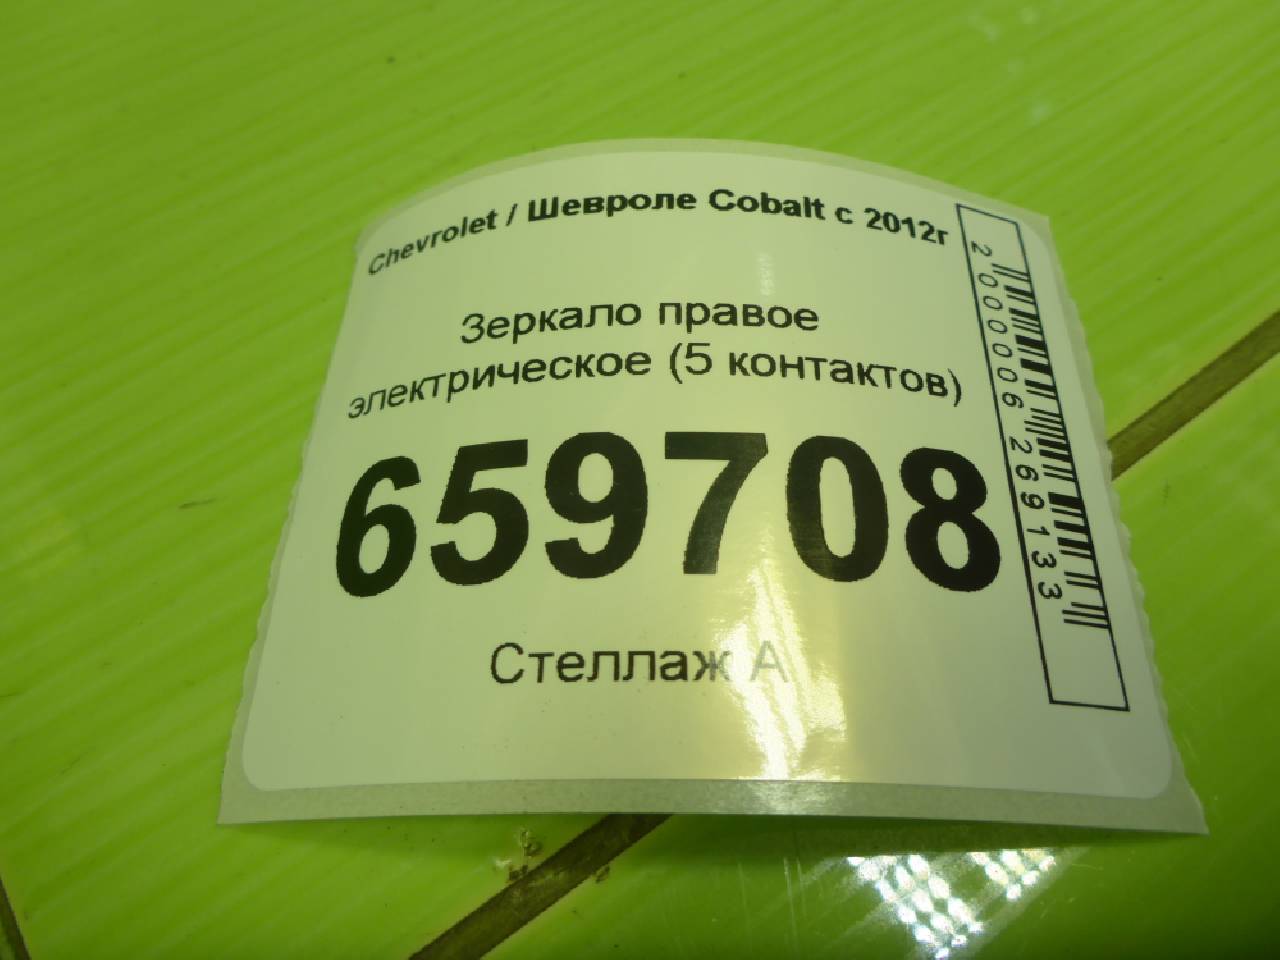 Chevrolet / Шевроле Cobalt с 2012г
Зеркало правое
электрическое (5 контактов)
659708
Стеллаж А
2000006269133